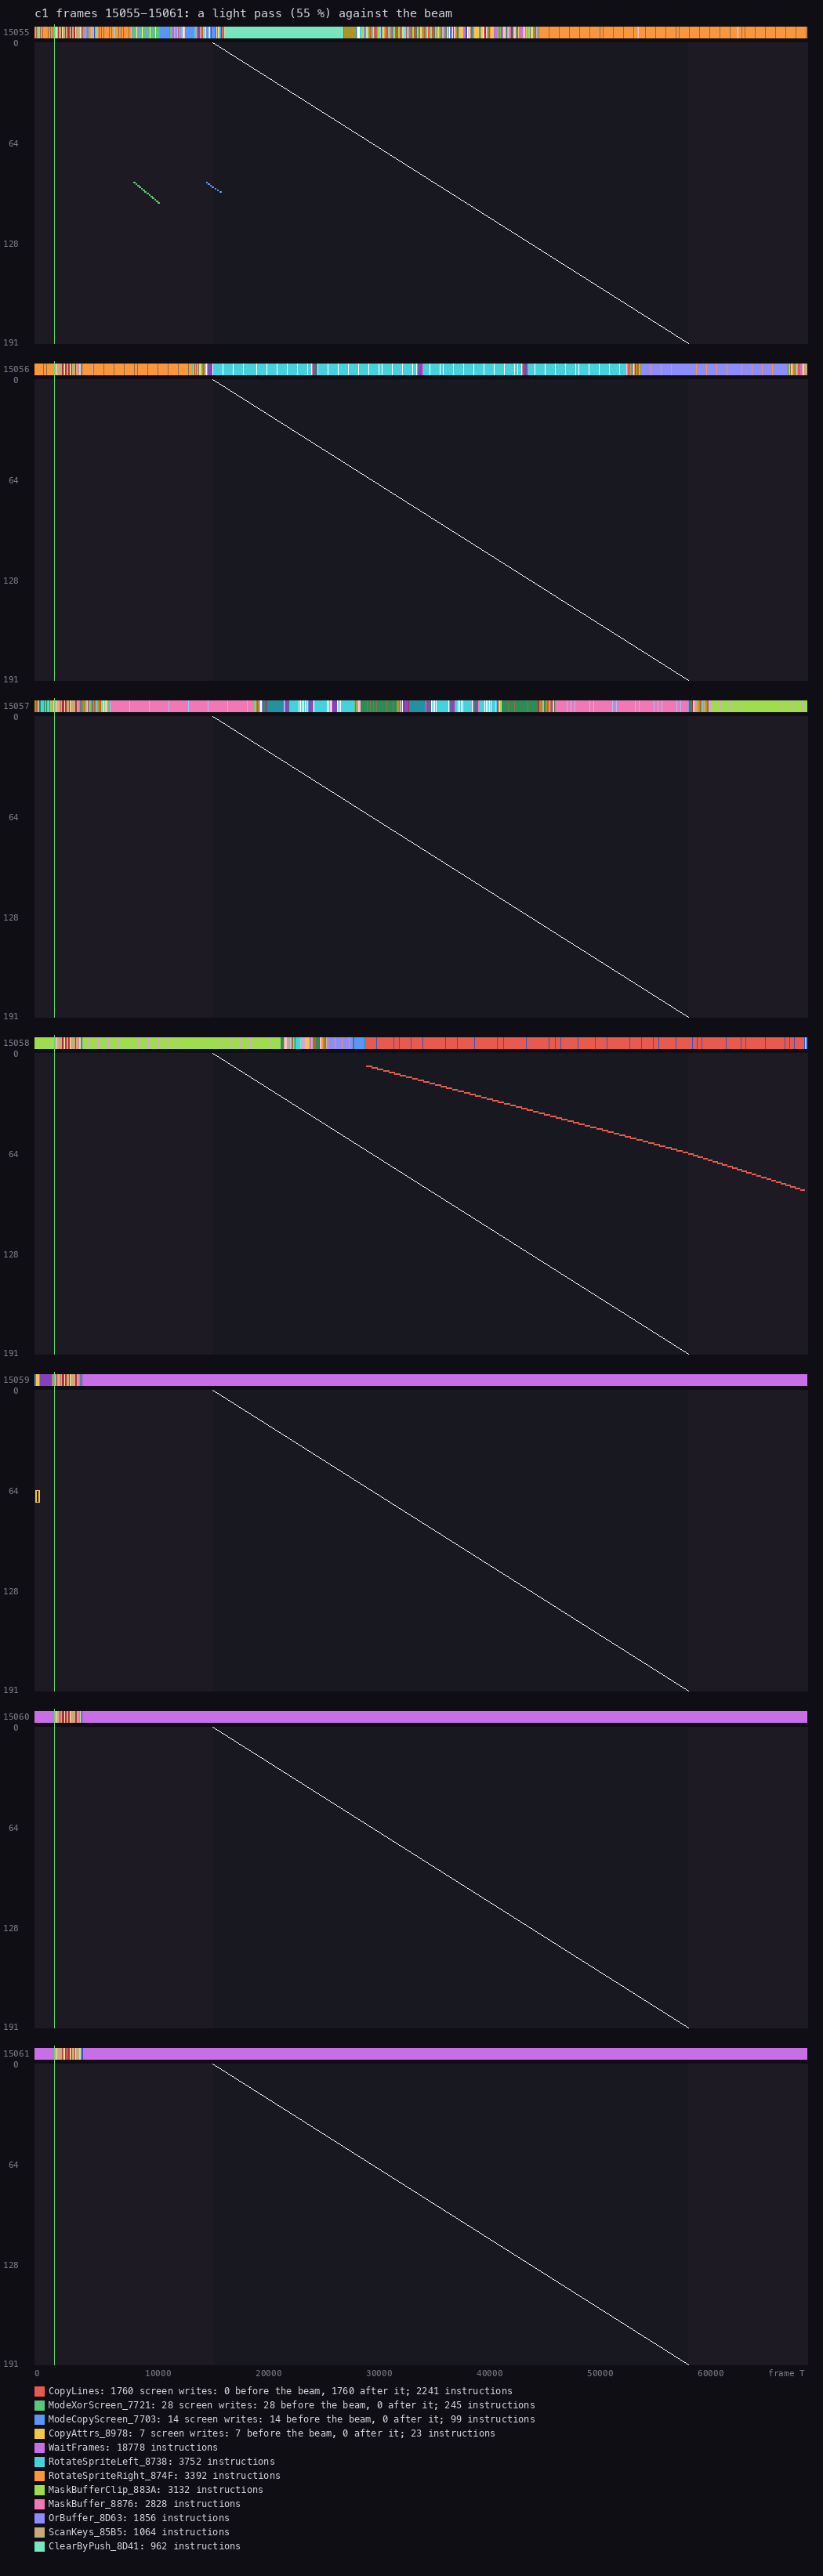 c1 frames 15055–15061: a light pass (55 %) against the beam
15055
0
64
128
191
15056
0
64
128
191
15057
0
64
128
191
15058
0
64
128
191
15059
0
64
128
191
15060
0
64
128
191
15061
0
64
128
191
0 10000 20000 30000 40000 50000 60000 frame T
CopyLines: 1760 screen writes: 0 before the beam, 1760 after it; 2241 instructions
ModeXorScreen_7721: 28 screen writes: 28 before the beam, 0 after it; 245 instructions
ModeCopyScreen_7703: 14 screen writes: 14 before the beam, 0 after it; 99 instructions
CopyAttrs_8978: 7 screen writes: 7 before the beam, 0 after it; 23 instructions
WaitFrames: 18778 instructions
RotateSpriteLeft_8738: 3752 instructions
RotateSpriteRight_874F: 3392 instructions
MaskBufferClip_883A: 3132 instructions
MaskBuffer_8876: 2828 instructions
OrBuffer_8D63: 1856 instructions
ScanKeys_85B5: 1064 instructions
ClearByPush_8D41: 962 instructions